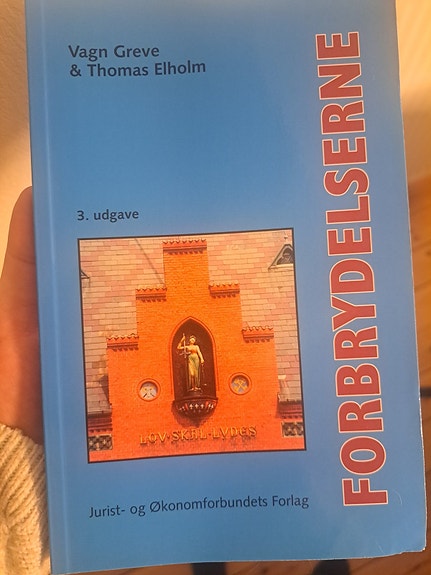 Vagn Greve
& Thomas Elholm
FORBRYDELSERNE
3. udgave
LOV·SKAL·LYDES
Jurist- og Økonomforbundets Forlag